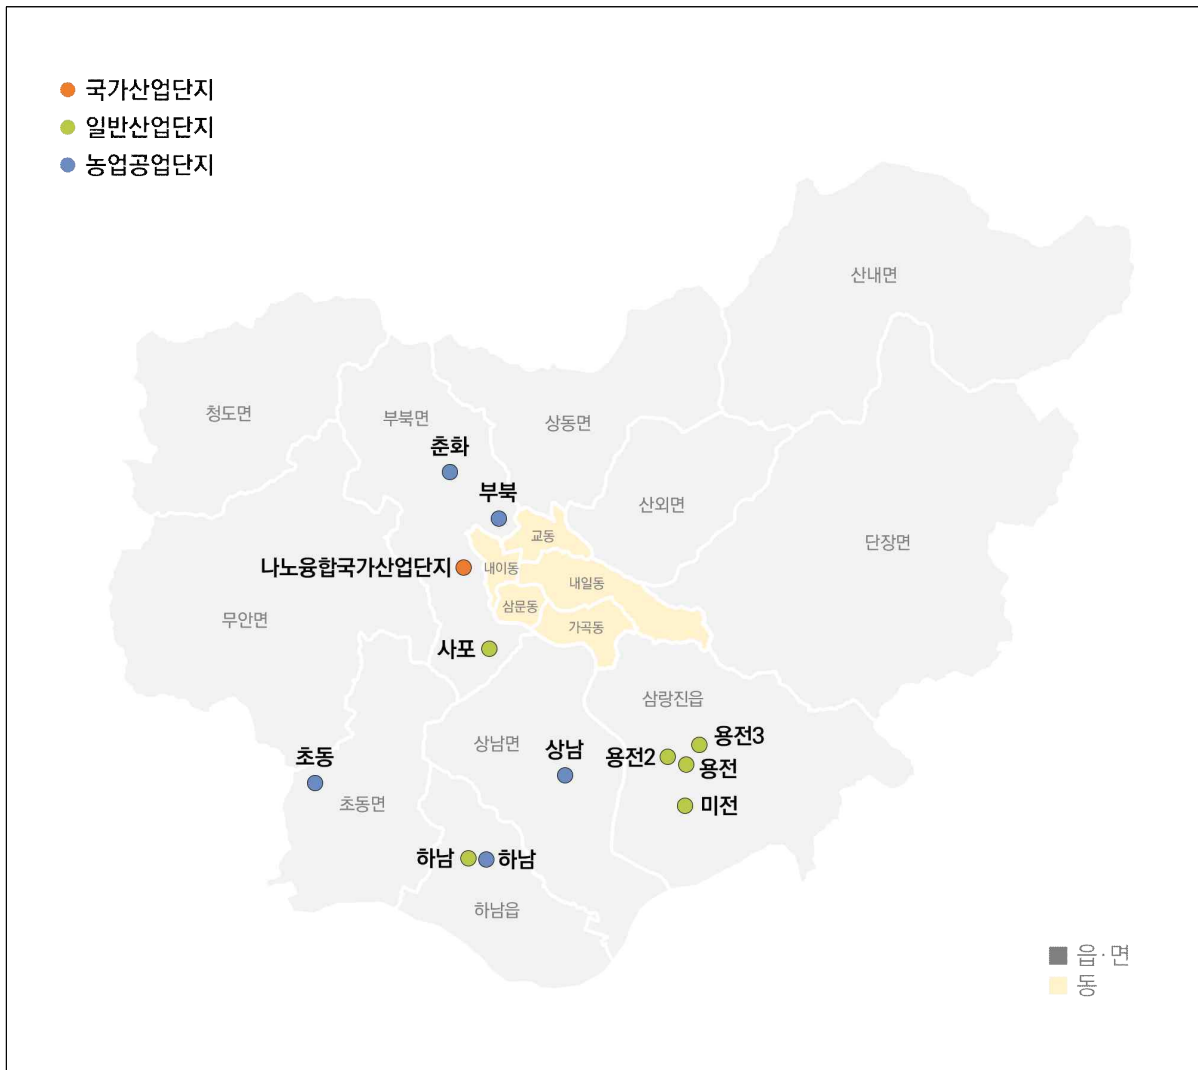 국가산업단지
일반산업단지
농업공업단지
산내면
청도면
부북면
상동면
춘화
부북
산외면
교동
단장면
나노융합국가산업단지
내이동
내일동
삼문동
무안면
가곡동
사포
삼랑진읍
용전3
상남면
상남
용전2
용전
초동
초동면
미전
하남
하남
하남읍
읍·면
동